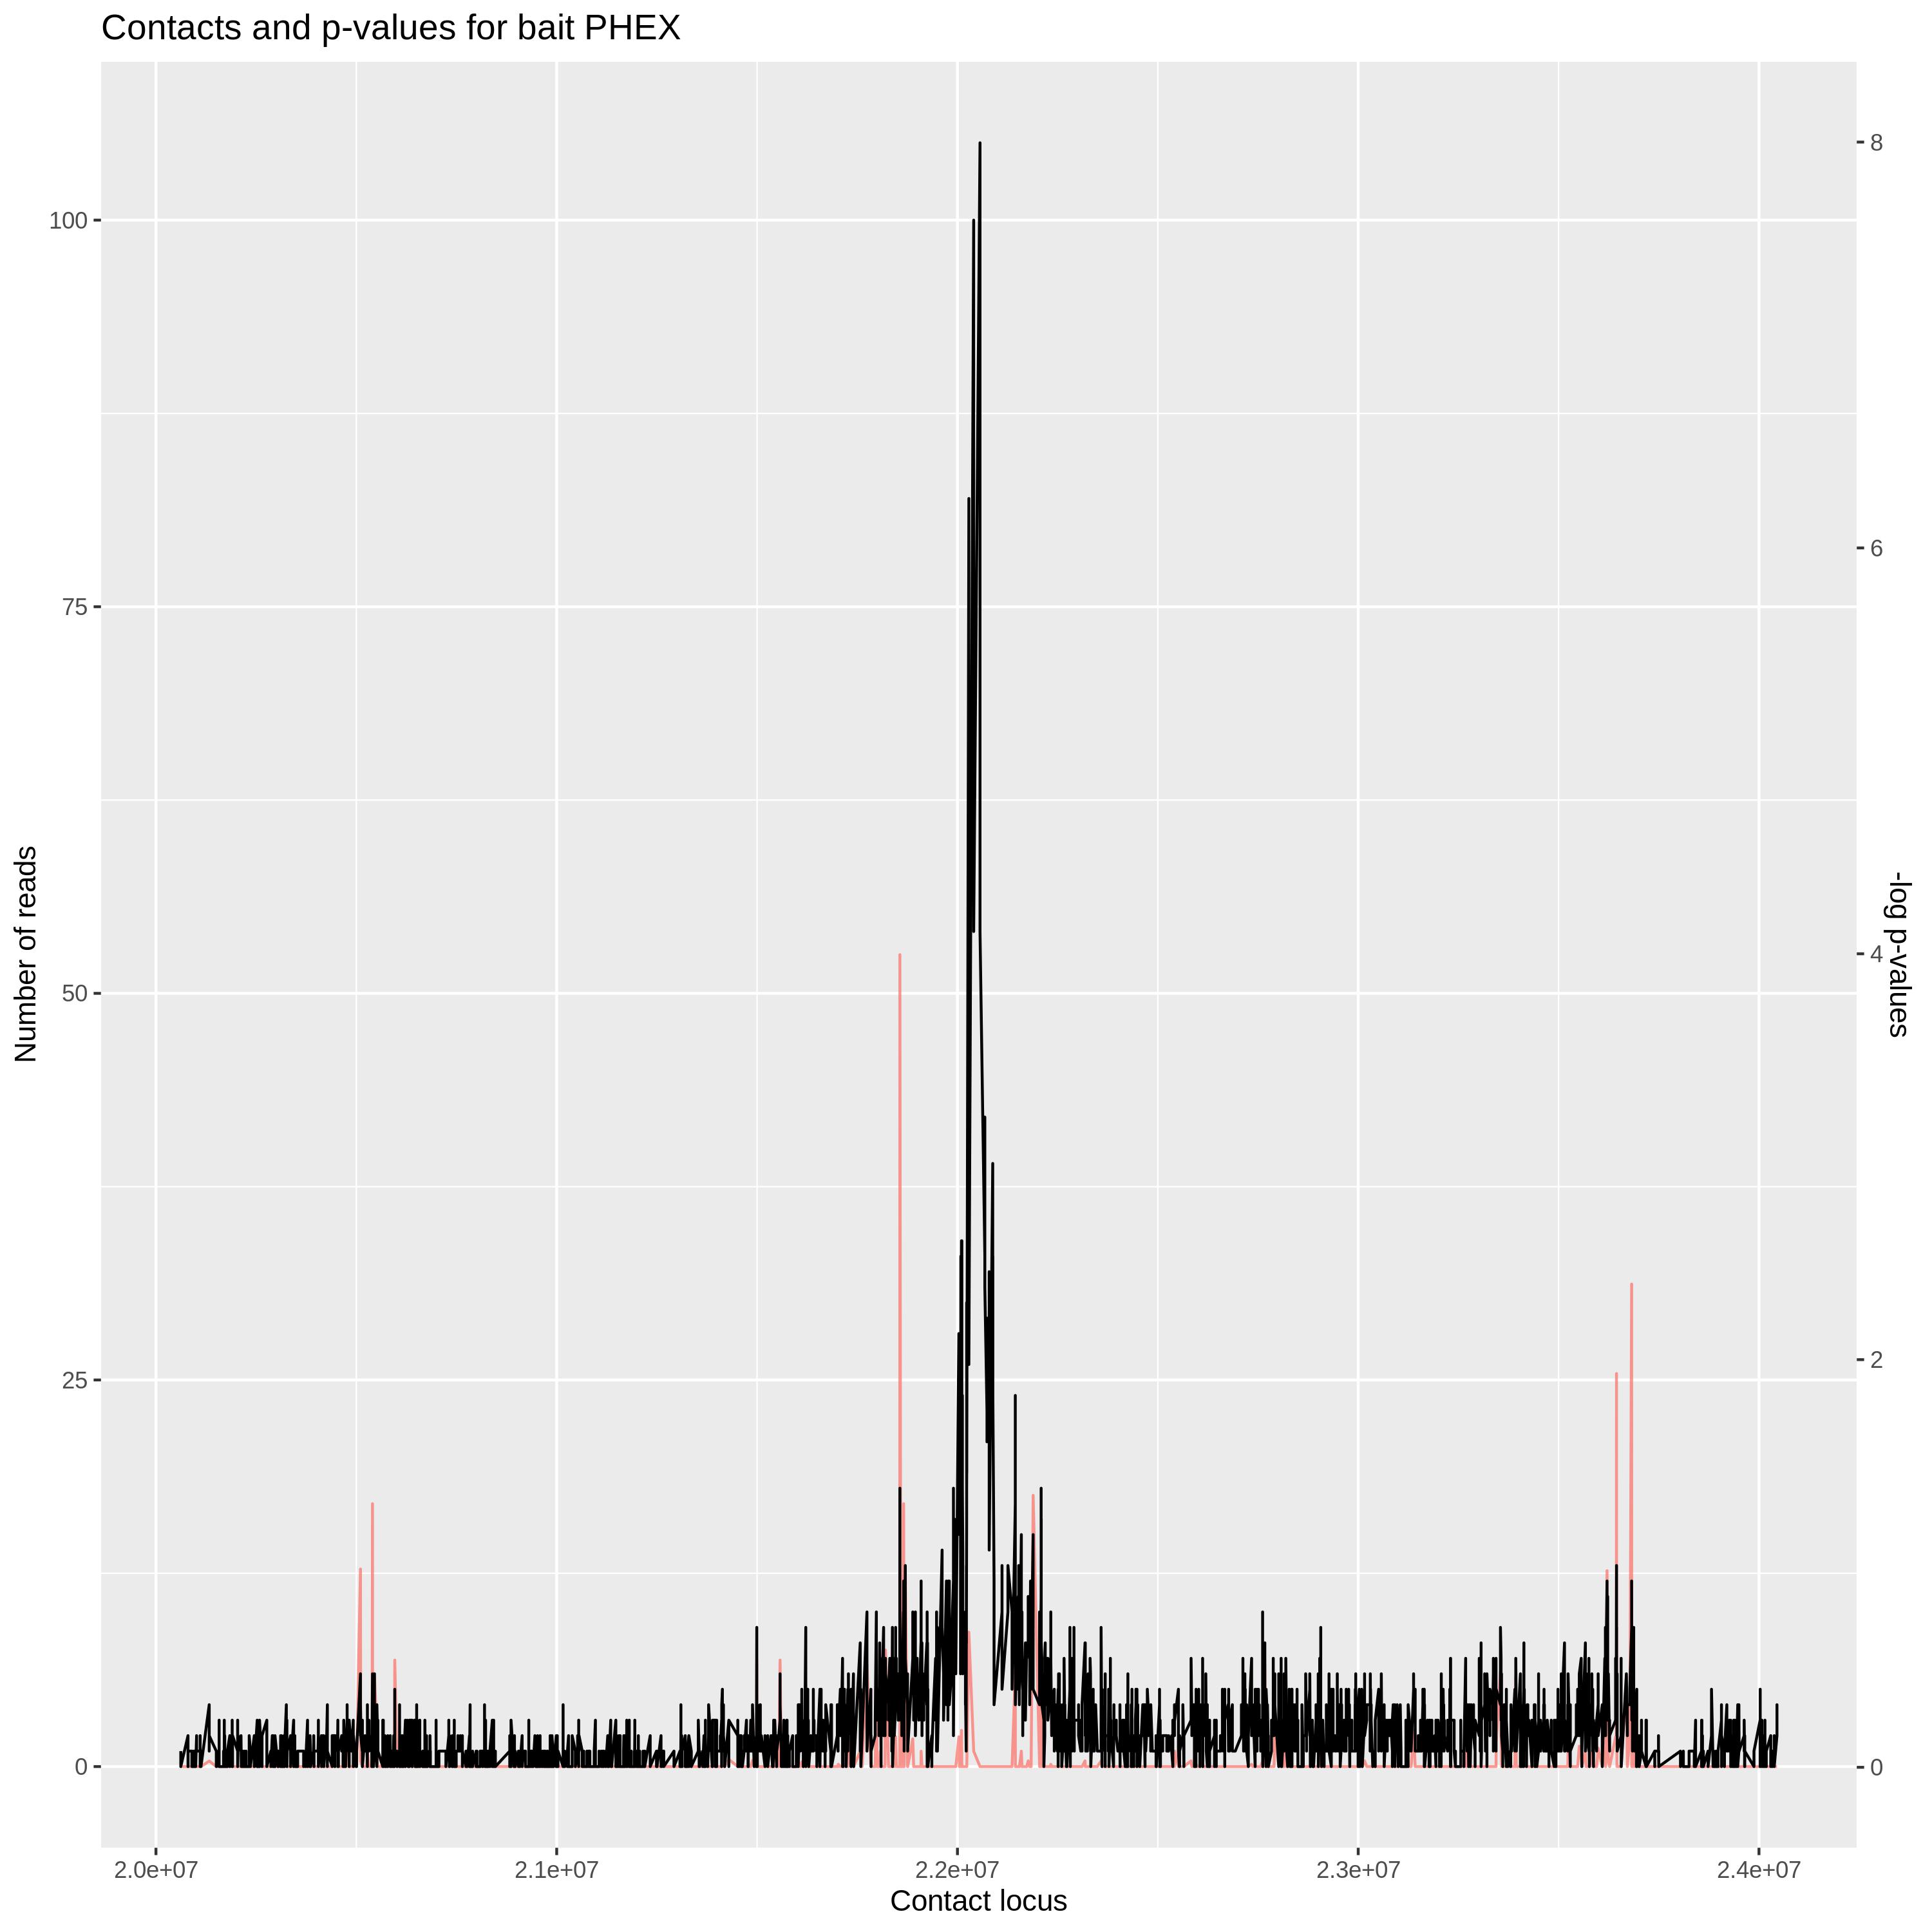 Contacts and p-values for bait PHEX
Number of reads
100
75
50
25
0
8
6
4
2
0
-log p-values
2.0e+07 2.1e+07 2.2e+07 2.3e+07 2.4e+07
Contact locus